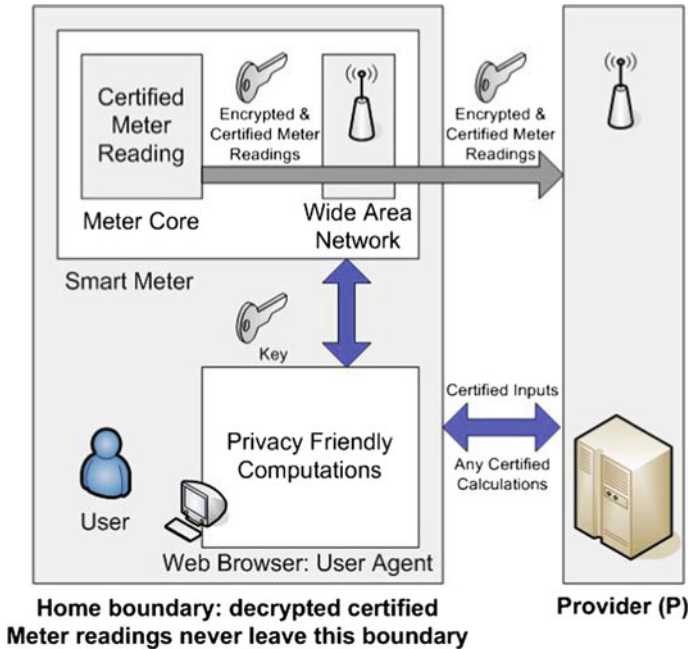 Certified
Meter
Reading
Encrypted &
Certified Meter
Readings
Encrypted &
Certified Meter
Readings
Meter Core
Wide Area
Network
Smart Meter
Key
Privacy Friendly
Computations
Certified Inputs
Any Certified
Calculations
User
Web Browser: User Agent
Home boundary: decrypted certified
Meter readings never leave this boundary
Provider (P)